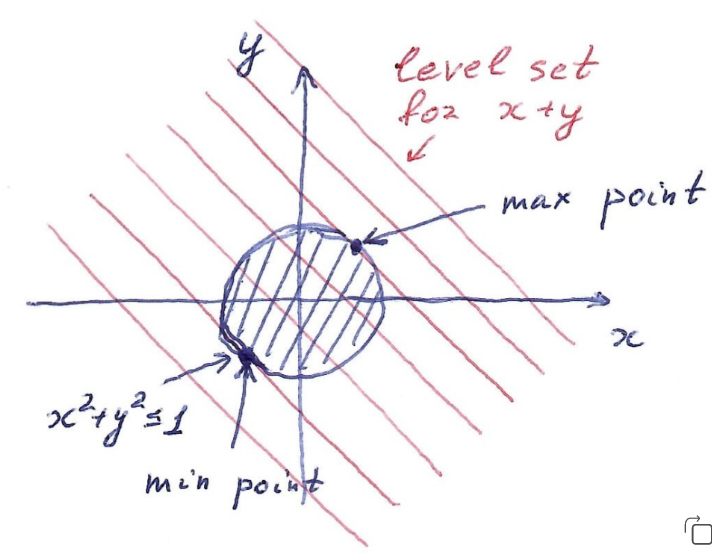 y
level set
for x+y
max point
x
x²+y²≤1
min point